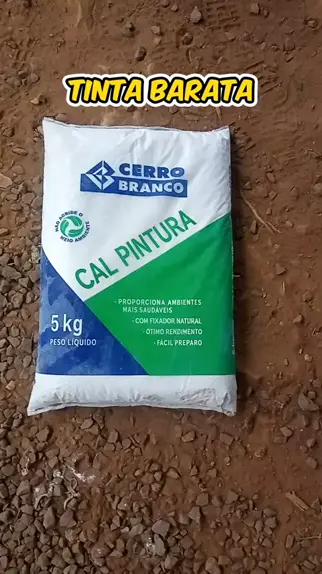 TINTA BARATA
CERRO
BRANCO
NÃO AGRIDE O
MEIO AMBIENTE
CAL PINTURA
- PROPORCIONA AMBIENTES
MAIS SAUDÁVEIS
- COM FIXADOR NATURAL
- ÓTIMO RENDIMENTO
- FÁCIL PREPARO
5 kg
PESO LÍQUIDO